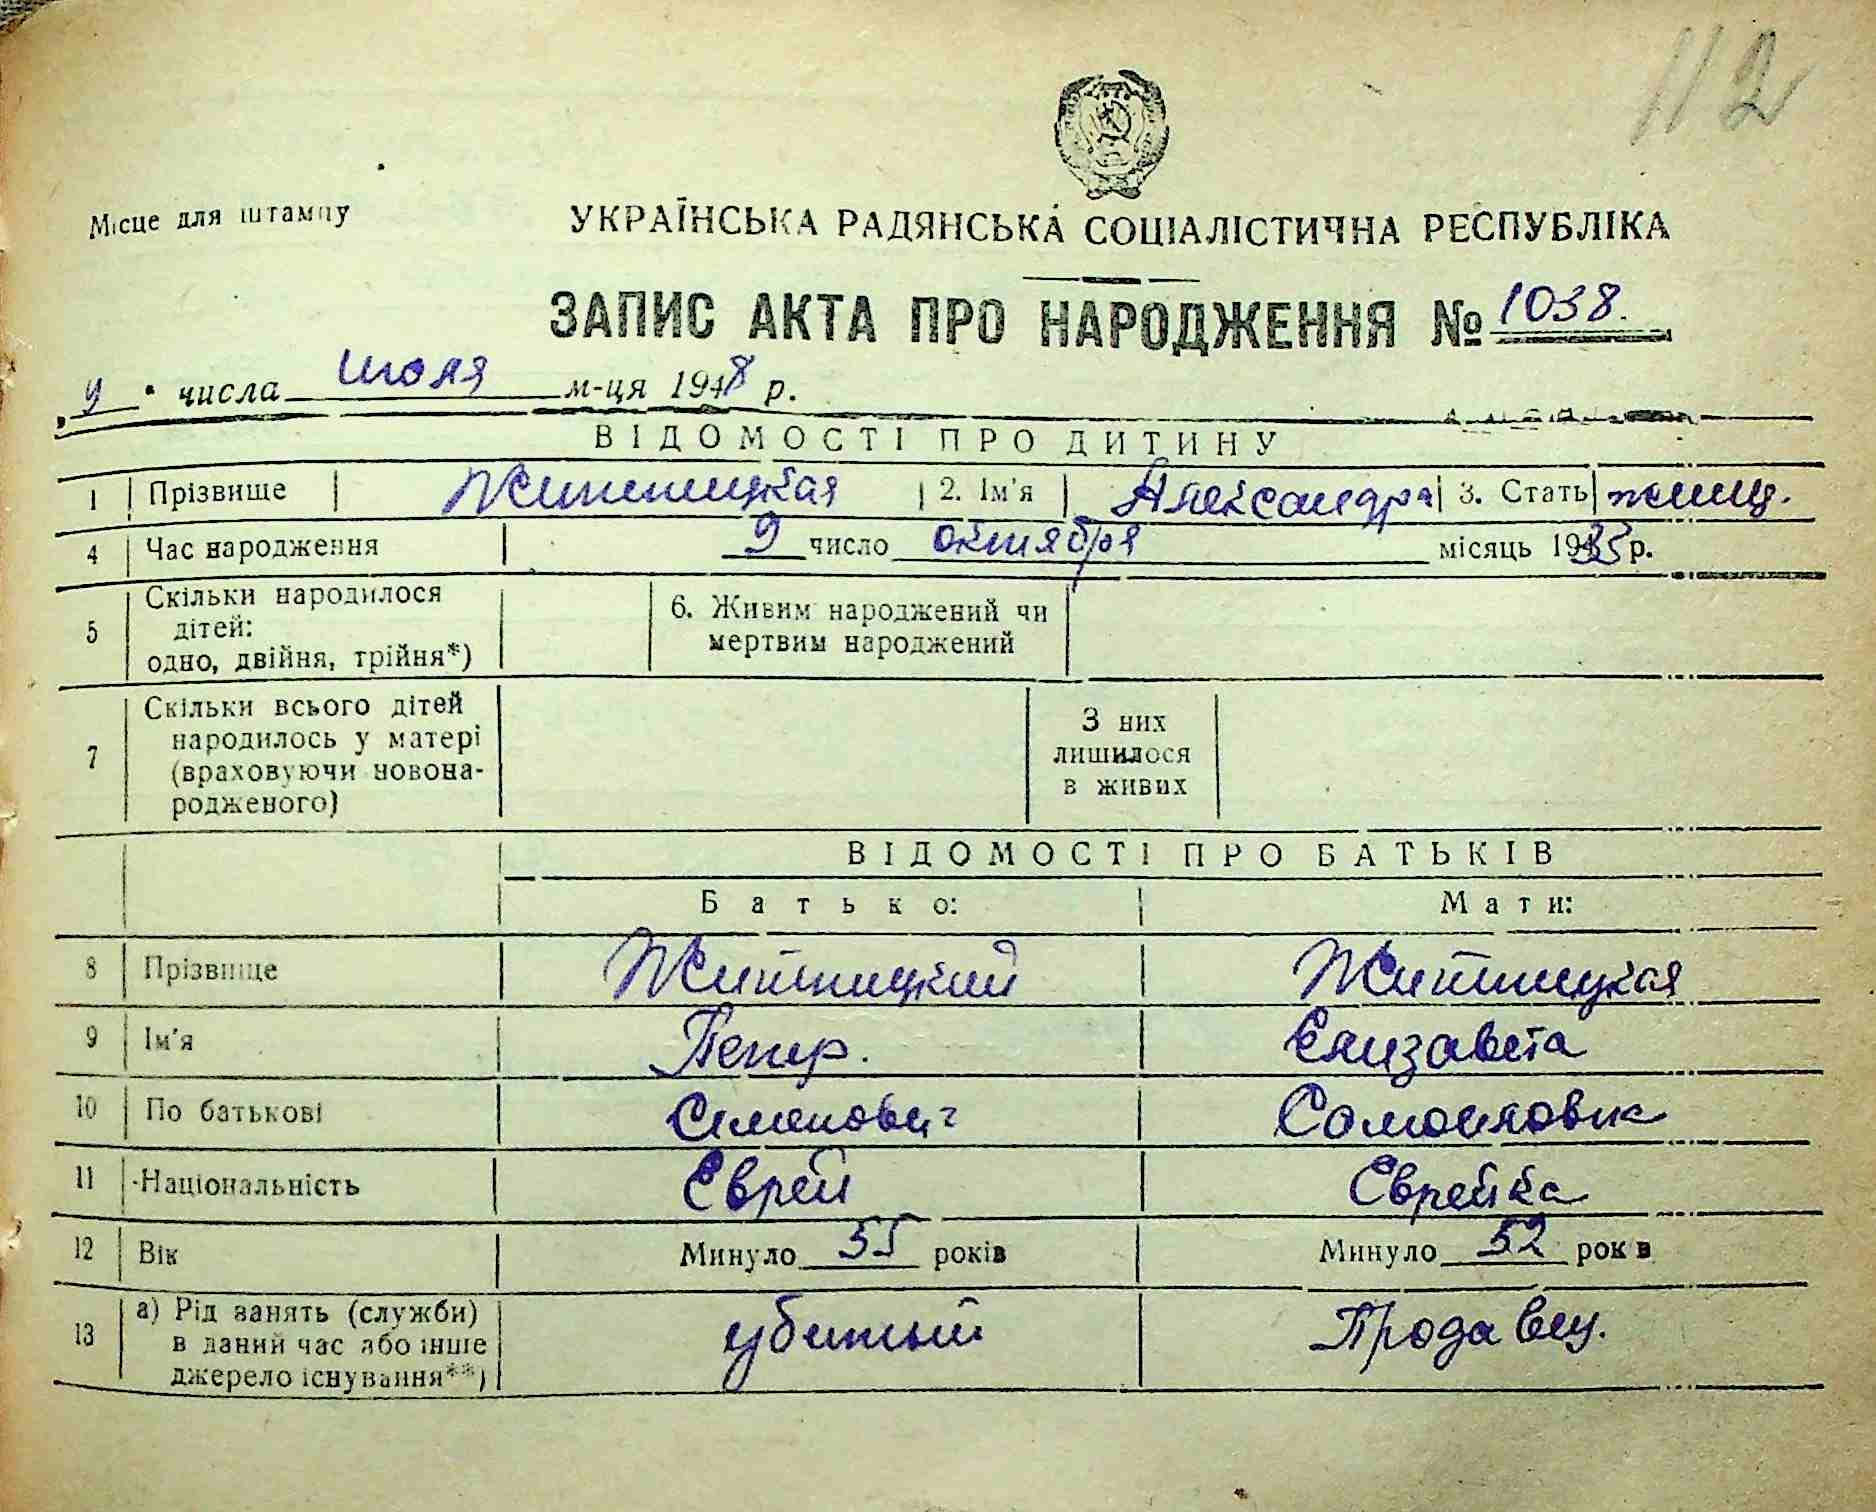 112
Місце для штампу
УКРАЇНСЬКА РАДЯНСЬКА СОЦІАЛІСТИЧНА РЕСПУБЛІКА
ЗАПИС АКТА ПРО НАРОДЖЕННЯ № 1038.
числа июля м-ця 1948 р.
ВІДОМОСТІ ПРО ДИТИНУ
1 Прізвище Житницкая 2. Ім'я Александра 3. Стать женщ.
4 Час народження 9 число октября місяць 1935 р.
5 Скільки народилося дітей: одно, двійня, трійня*) 6. Живим народжений чи мертвим народжений
7 Скільки всього дітей народилось у матері (враховуючи новонародженого) З них лишилося в живих
ВІДОМОСТІ ПРО БАТЬКІВ
Батько: Мати:
8 Прізвище Житницкий Житницкая
9 Ім'я Петр. Елизавета
10 По батькові Семенович Самойловна
11 Національність Еврей Еврейка
12 Вік Минуло 55 років Минуло 52 років
13 а) Рід занять (служби) в даний час або інше джерело існування**) убитый Продавец.